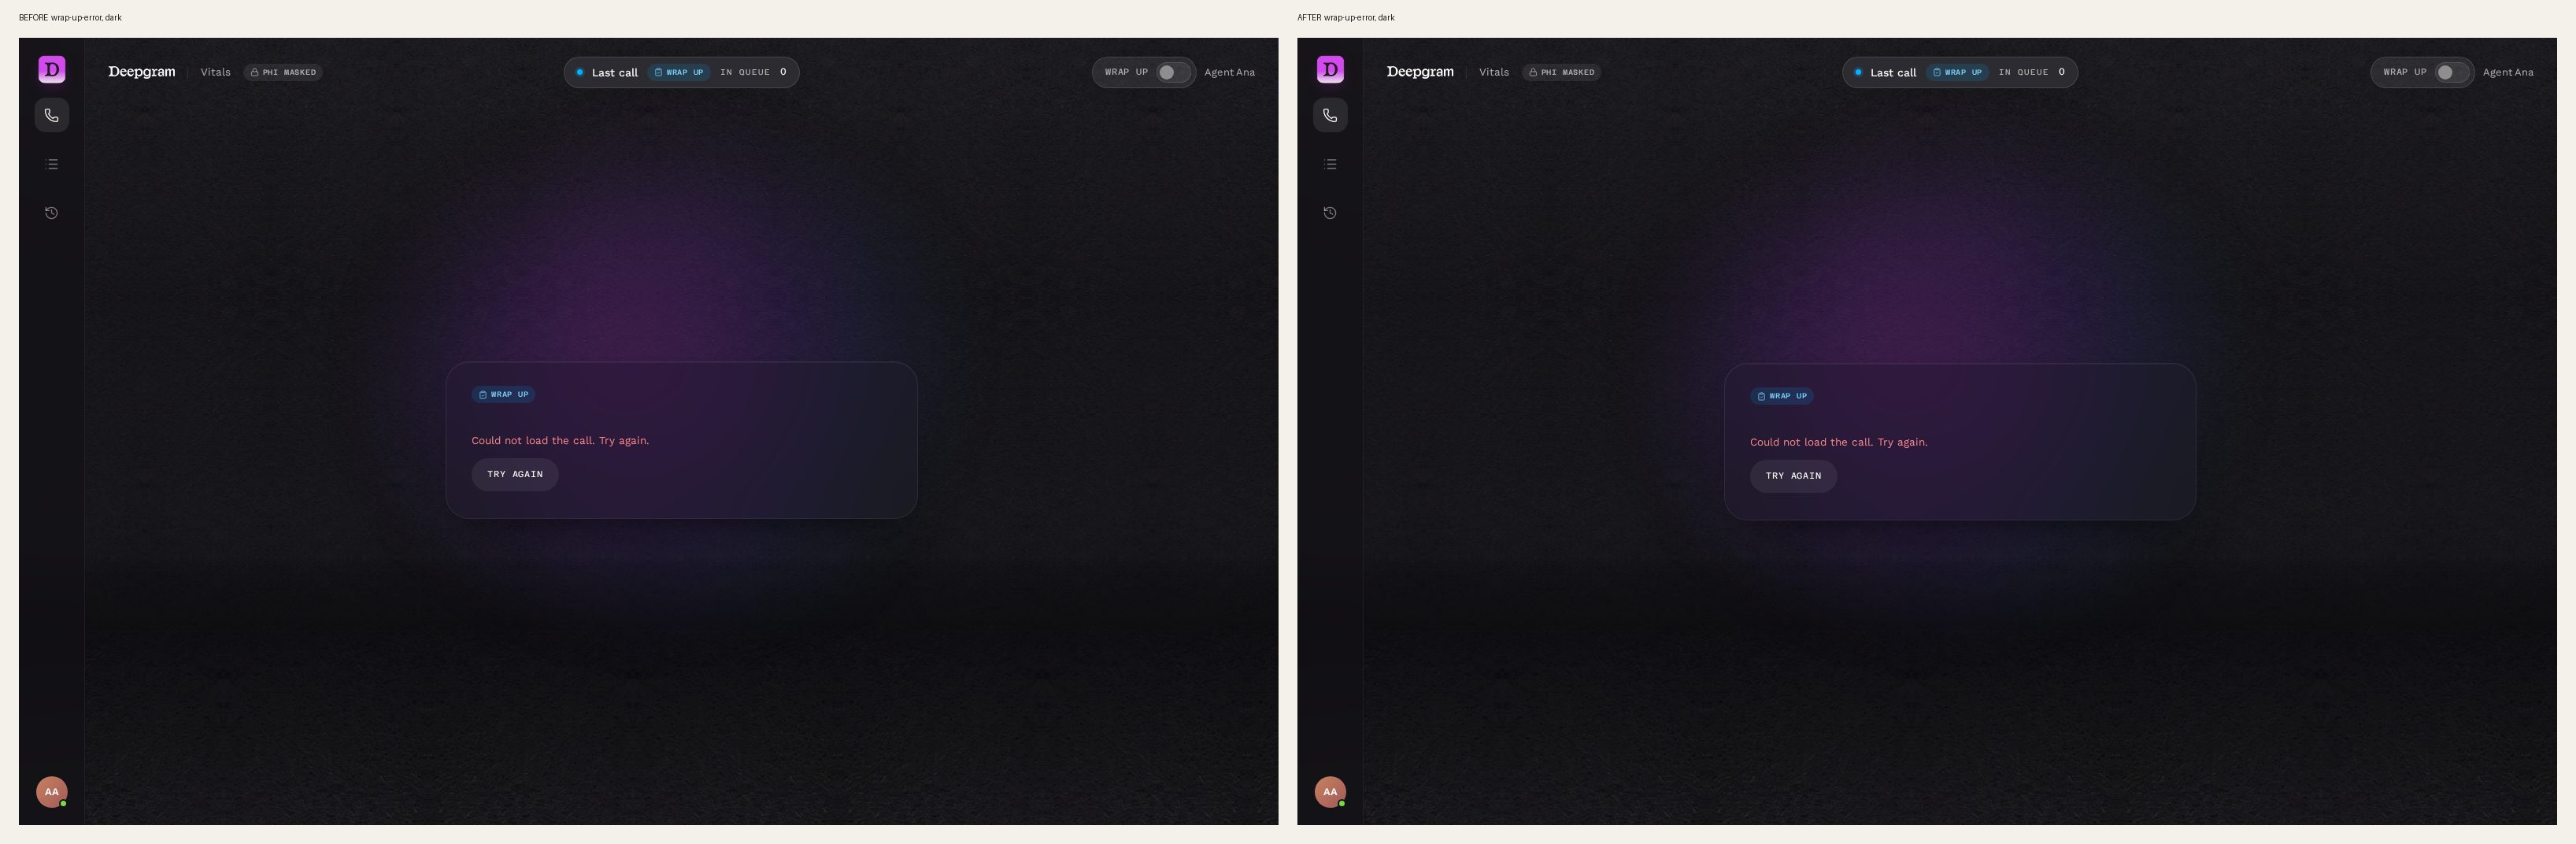 BEFORE wrap-up-error, dark
D
Deepgram
Vitals
PHI MASKED
Last call
WRAP UP
IN QUEUE 0
WRAP UP
Agent Ana
WRAP UP
Could not load the call. Try again.
TRY AGAIN
AA
AFTER wrap-up-error, dark
D
Deepgram
Vitals
PHI MASKED
Last call
WRAP UP
IN QUEUE 0
WRAP UP
Agent Ana
WRAP UP
Could not load the call. Try again.
TRY AGAIN
AA